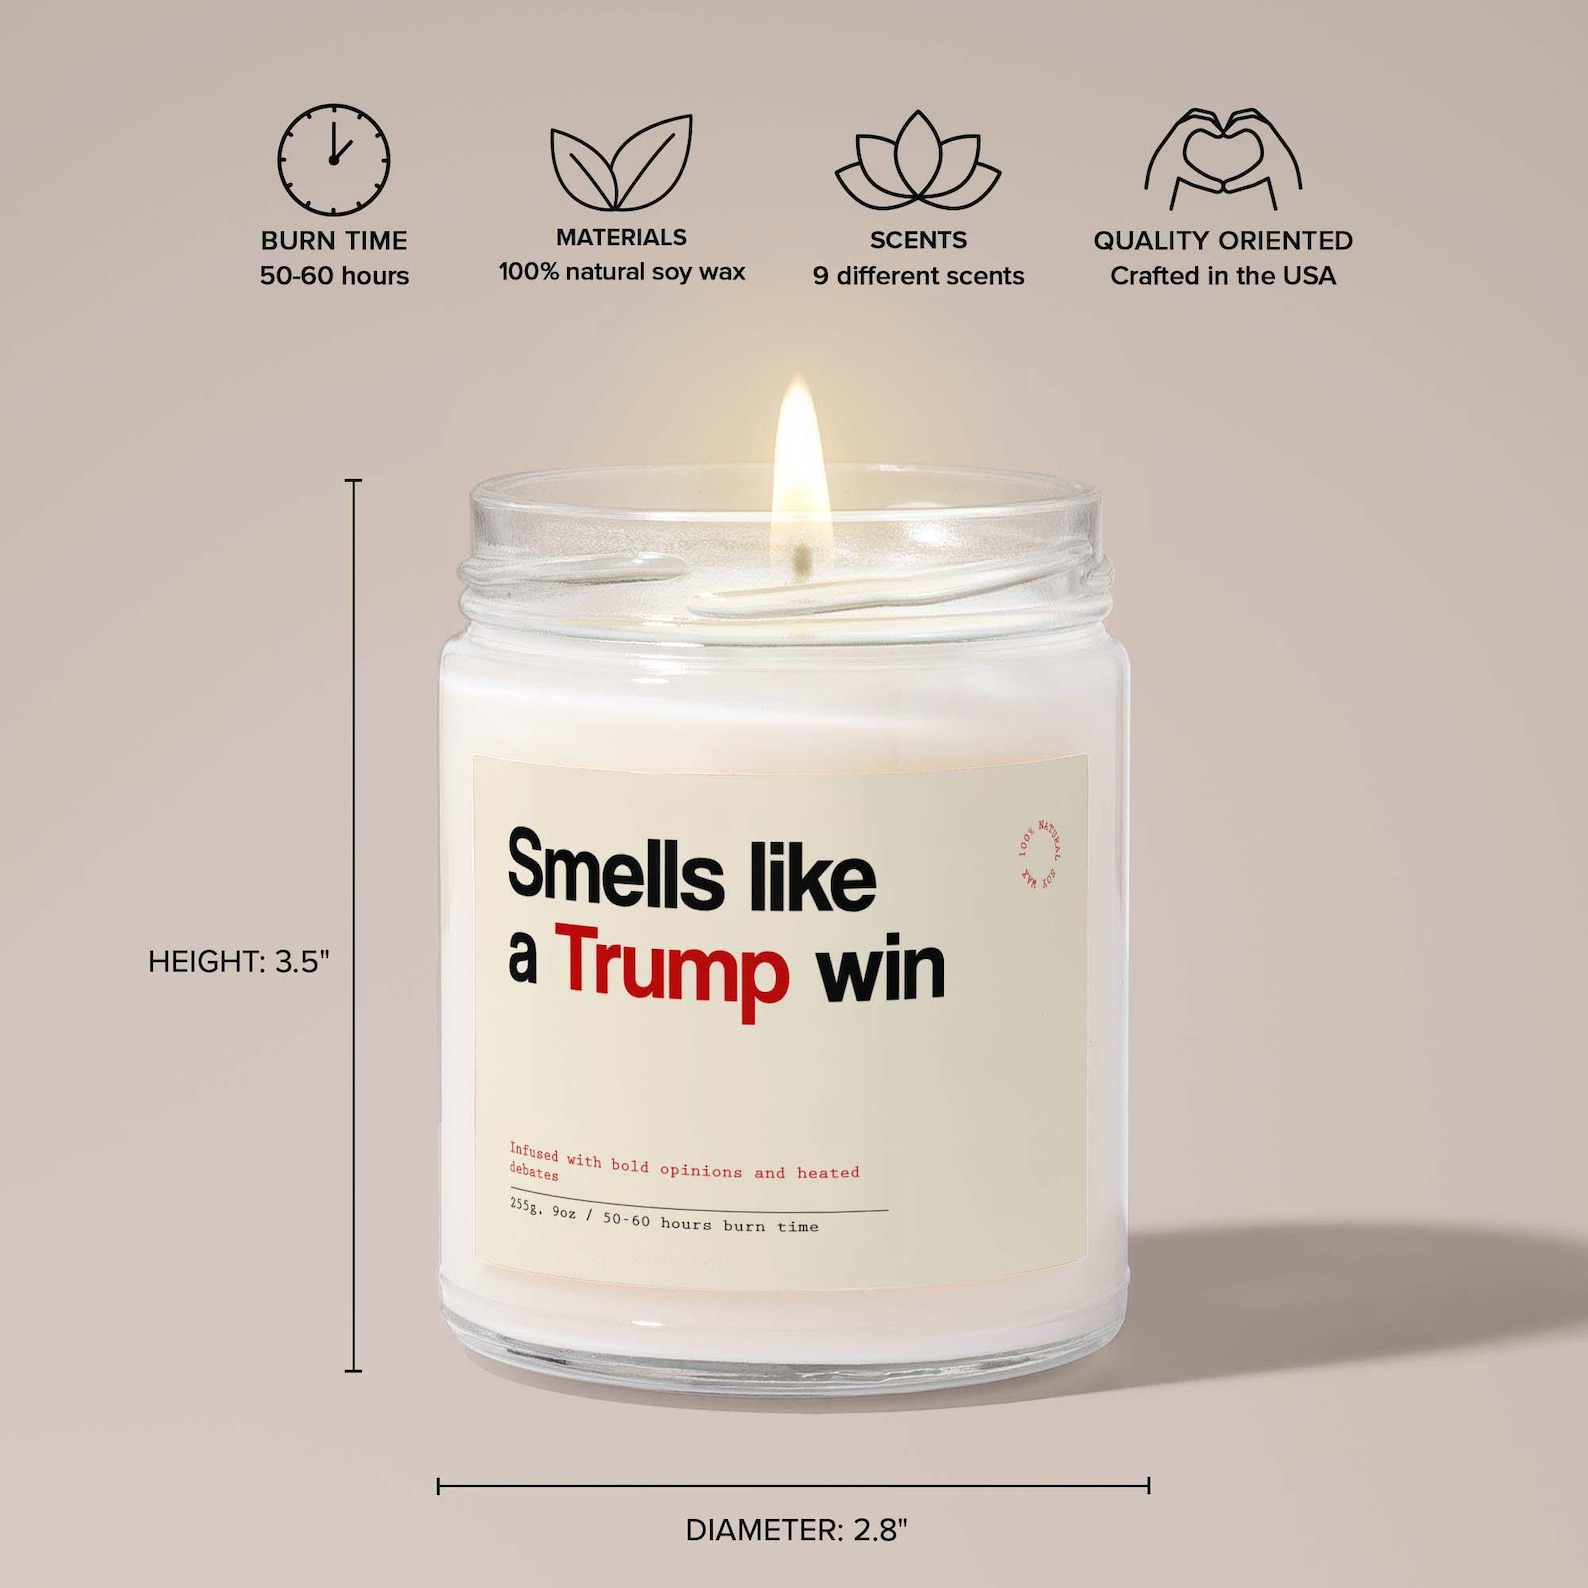 BURN TIME
50-60 hours
MATERIALS
100% natural soy wax
SCENTS
9 different scents
QUALITY ORIENTED
Crafted in the USA
HEIGHT: 3.5"
Smells like
a Trump win
100% NATURAL SOY WAX
Infused with bold opinions and heated
debates
255g, 9oz / 50-60 hours burn time
DIAMETER: 2.8"